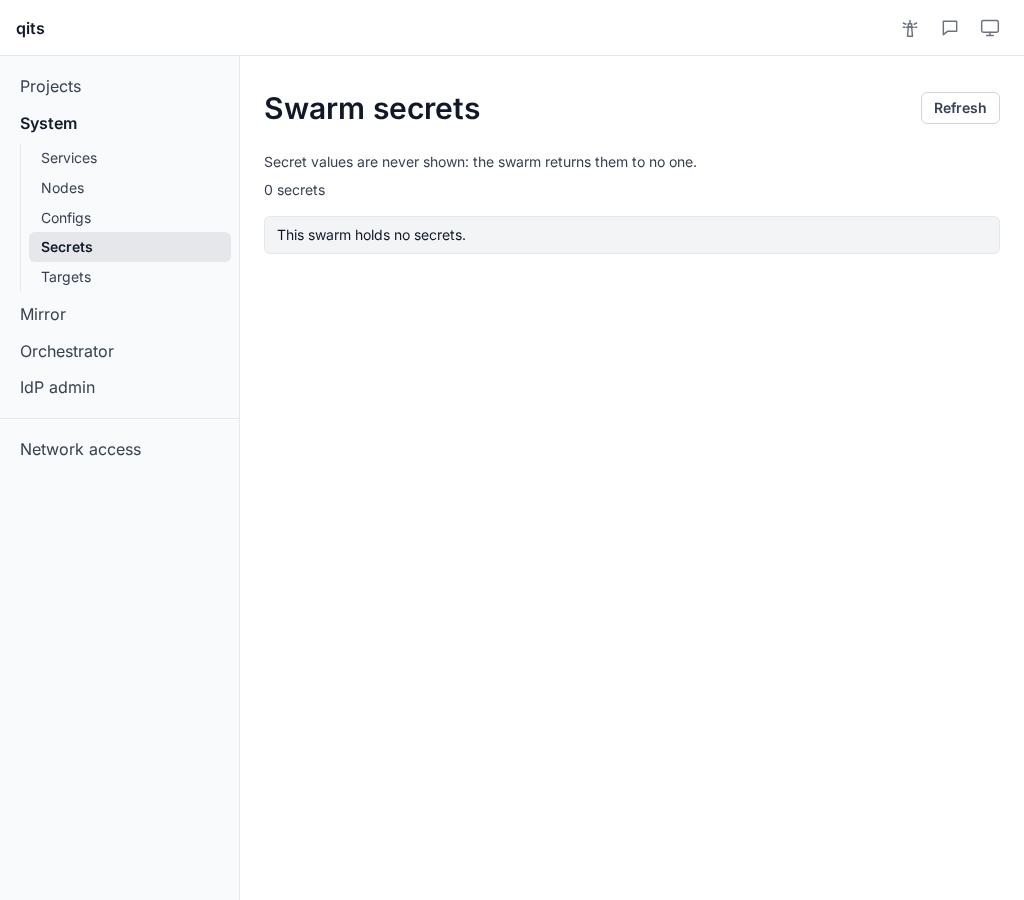 qits
Projects
System
Services
Nodes
Configs
Secrets
Targets
Mirror
Orchestrator
IdP admin
Network access
Swarm secrets
Refresh
Secret values are never shown: the swarm returns them to no one.
0 secrets
This swarm holds no secrets.